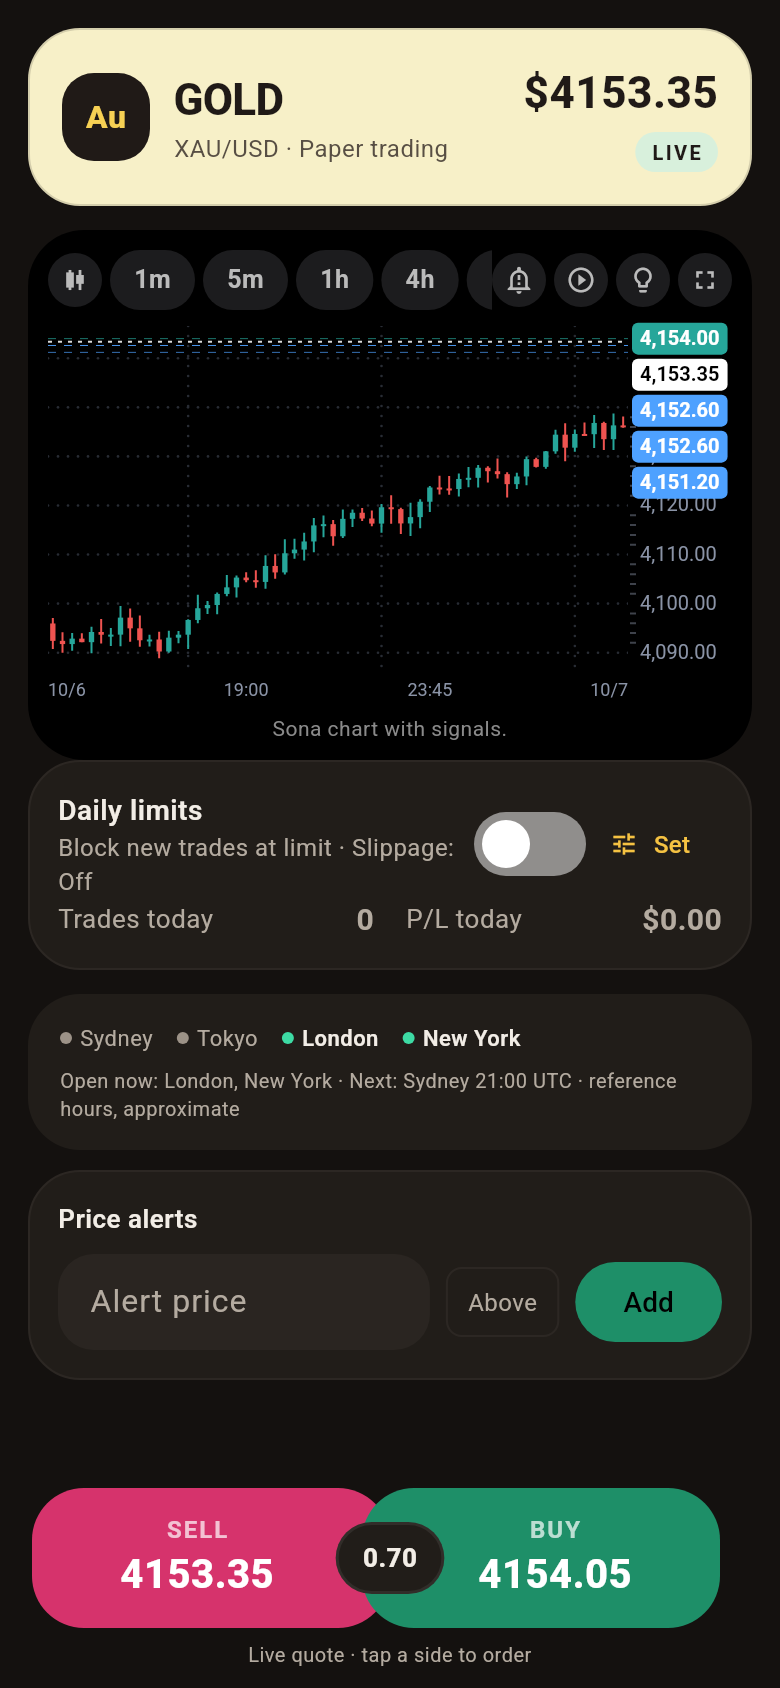 Au
GOLD
$4153.35
XAU/USD · Paper trading
LIVE
1m
5m
1h
4h
4,154.00
4,153.35
4,152.60
4,152.60
4,151.20
4,120.00
4,110.00
4,100.00
4,090.00
10/6
19:00
23:45
10/7
Sona chart with signals.
Daily limits
Block new trades at limit · Slippage:
Off
Set
Trades today
0
P/L today
$0.00
Sydney
Tokyo
London
New York
Open now: London, New York · Next: Sydney 21:00 UTC · reference
hours, approximate
Price alerts
Alert price
Above
Add
SELL
4153.35
0.70
BUY
4154.05
Live quote · tap a side to order